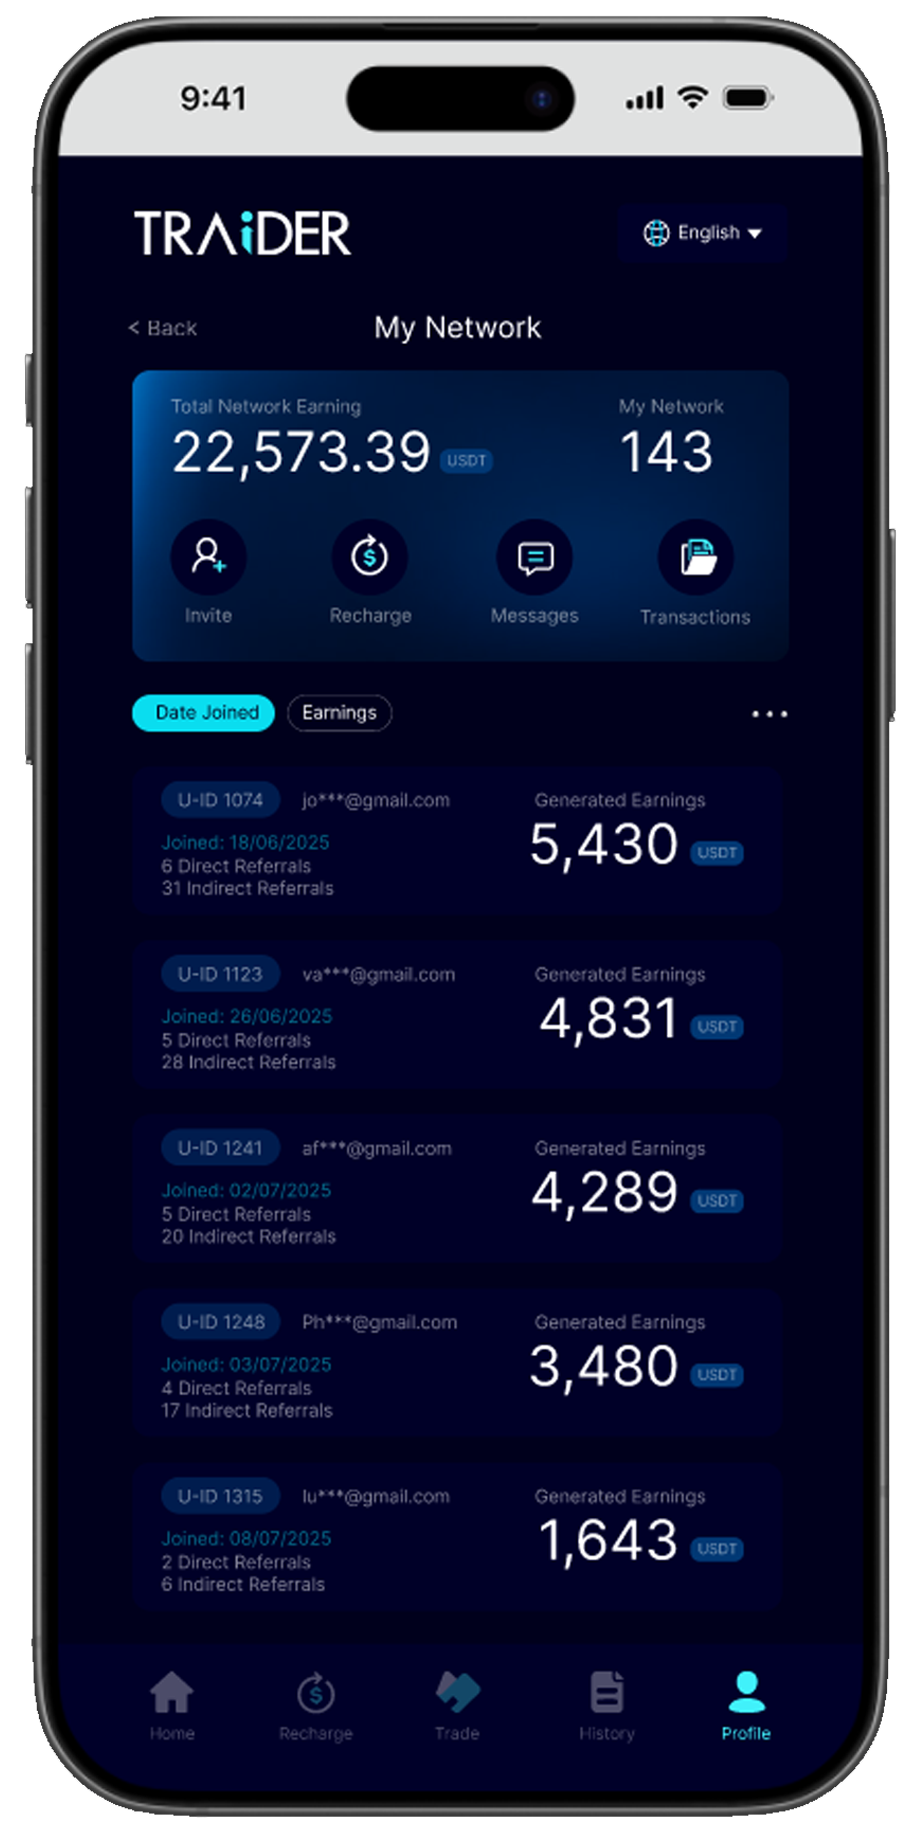 9:41
TRAiDER
English
< Back
My Network
Total Network Earning
My Network
22,573.39 USDT
143
Invite
Recharge
Messages
Transactions
Date Joined
Earnings
U-ID 1074 jo***@gmail.com
Generated Earnings
Joined: 18/06/2025
6 Direct Referrals
31 Indirect Referrals
5,430 USDT
U-ID 1123 va***@gmail.com
Generated Earnings
Joined: 26/06/2025
5 Direct Referrals
28 Indirect Referrals
4,831 USDT
U-ID 1241 af***@gmail.com
Generated Earnings
Joined: 02/07/2025
5 Direct Referrals
20 Indirect Referrals
4,289 USDT
U-ID 1248 Ph***@gmail.com
Generated Earnings
Joined: 03/07/2025
4 Direct Referrals
17 Indirect Referrals
3,480 USDT
U-ID 1315 lu***@gmail.com
Generated Earnings
Joined: 08/07/2025
2 Direct Referrals
6 Indirect Referrals
1,643 USDT
Home
Recharge
Trade
History
Profile